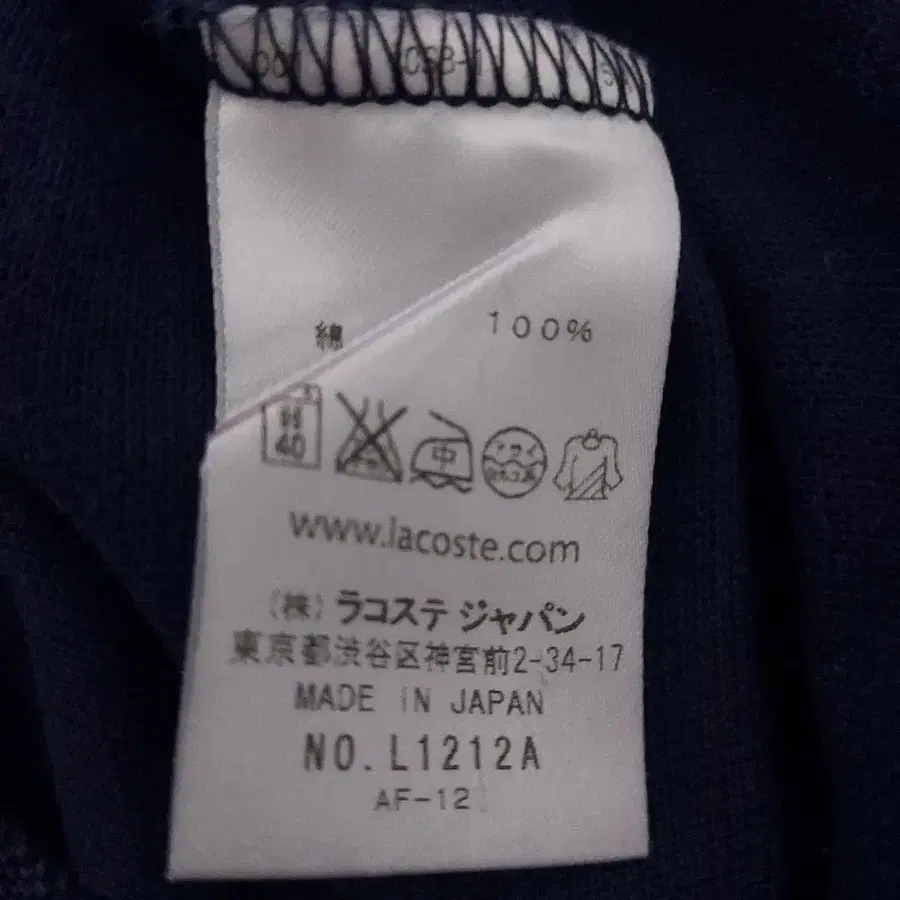 綿 100%
40 中
www.lacoste.com
(株) ラコステ ジャパン
東京都渋谷区神宮前2-34-17
MADE IN JAPAN
NO. L1212A
AF-12